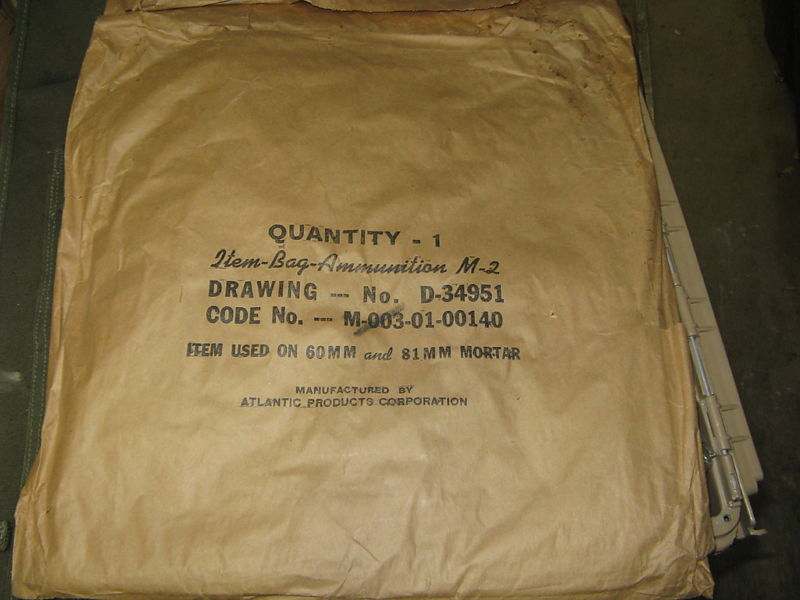 QUANTITY - 1
Item-Bag-Ammunition M-2
DRAWING --- No. D-34951
CODE No. --- M-003-01-00140
ITEM USED ON 60MM and 81MM MORTAR
MANUFACTURED BY
ATLANTIC PRODUCTS CORPORATION